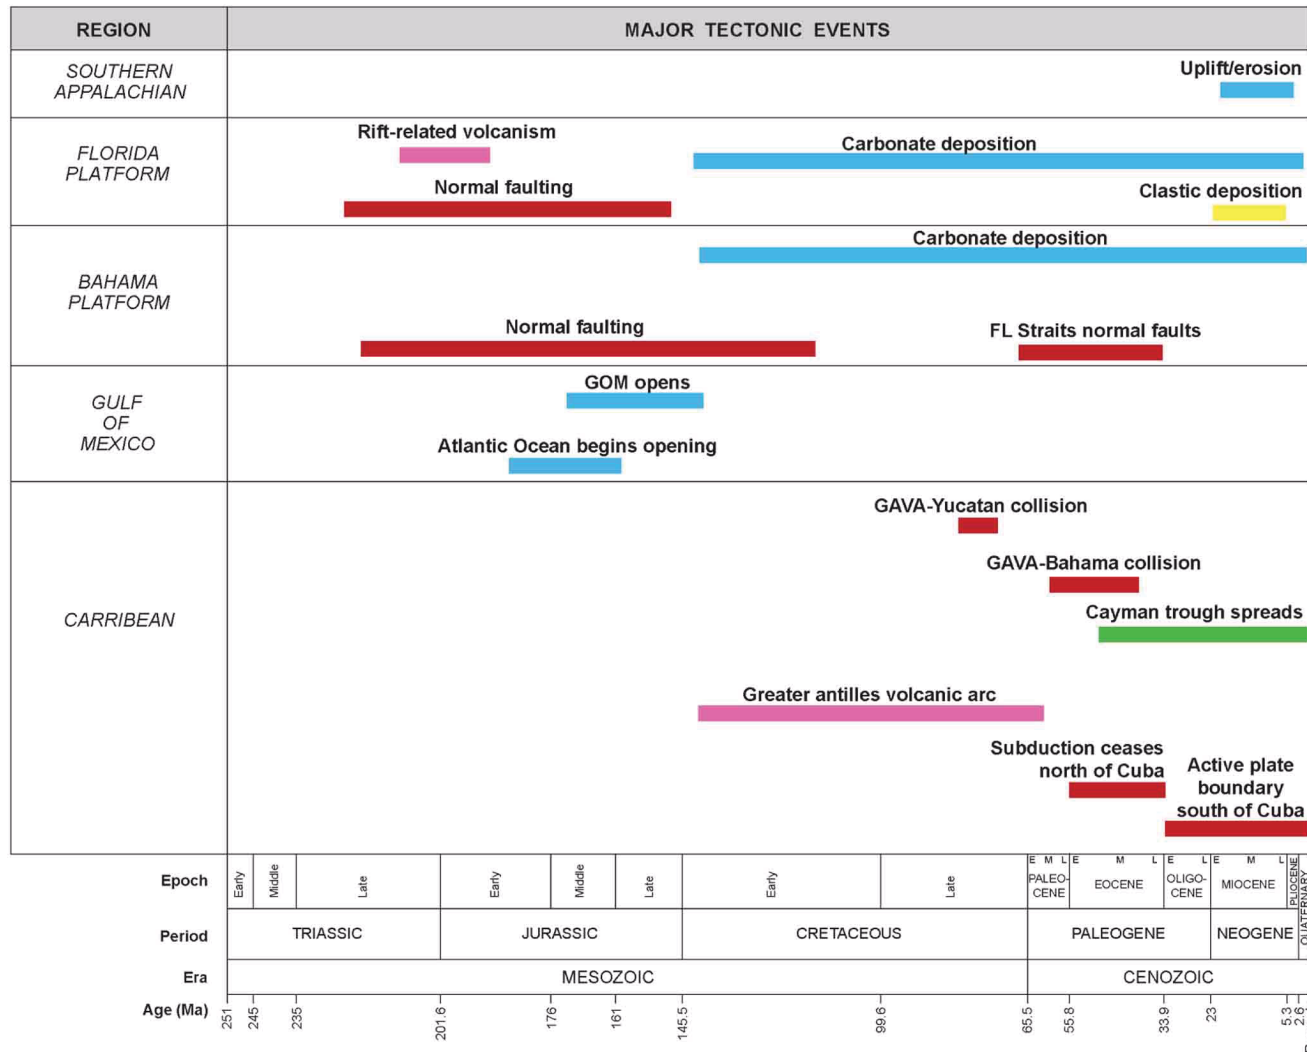 REGION
MAJOR TECTONIC EVENTS
SOUTHERN
APPALACHIAN
Uplift/erosion
FLORIDA
PLATFORM
Rift-related volcanism
Carbonate deposition
Normal faulting
Clastic deposition
BAHAMA
PLATFORM
Carbonate deposition
Normal faulting
FL Straits normal faults
GULF
OF
MEXICO
GOM opens
Atlantic Ocean begins opening
CARRIBEAN
GAVA-Yucatan collision
GAVA-Bahama collision
Cayman trough spreads
Greater antilles volcanic arc
Subduction ceases
north of Cuba
Active plate
boundary
south of Cuba
Epoch
Early
Middle
Late
Early
Middle
Late
Early
Late
E M L
PALEO-
CENE
E M L
EOCENE
E L
OLIGO-
CENE
E M L
MIOCENE
PLIOCENE
QUATERNARY
Period
TRIASSIC
JURASSIC
CRETACEOUS
PALEOGENE
NEOGENE
Era
MESOZOIC
CENOZOIC
Age (Ma)
251
245
235
201.6
176
161
145.5
99.6
65.5
55.8
33.9
23
5.3
2.6